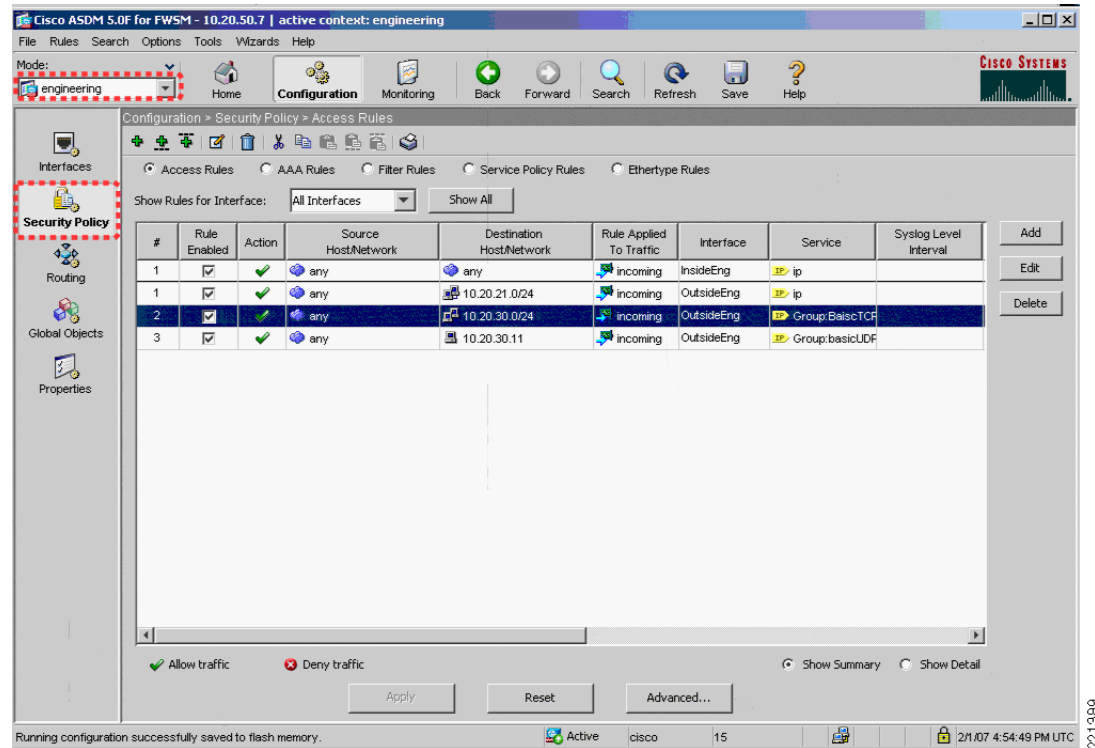 Cisco ASDM 5.0F for FWSM - 10.20.50.7 | active context: engineering
File Rules Search Options Tools Wizards Help
Mode:
engineering
Home Configuration Monitoring Back Forward Search Refresh Save Help
CISCO SYSTEMS
Configuration > Security Policy > Access Rules
Interfaces
Security Policy
Routing
Global Objects
Properties
Access Rules AAA Rules Filter Rules Service Policy Rules Ethertype Rules
Show Rules for Interface: All Interfaces Show All
# Rule Enabled Action Source Host/Network Destination Host/Network Rule Applied To Traffic Interface Service Syslog Level Interval
1 any any incoming InsideEng IP ip
1 any 10.20.21.0/24 incoming OutsideEng IP ip
2 any 10.20.30.0/24 incoming OutsideEng IP Group:BaiscTCP
3 any 10.20.30.11 incoming OutsideEng IP Group:basicUDP
Add
Edit
Delete
Allow traffic Deny traffic Show Summary Show Detail
Apply Reset Advanced...
Running configuration successfully saved to flash memory. Active cisco 15 2/1/07 4:54:49 PM UTC
221389